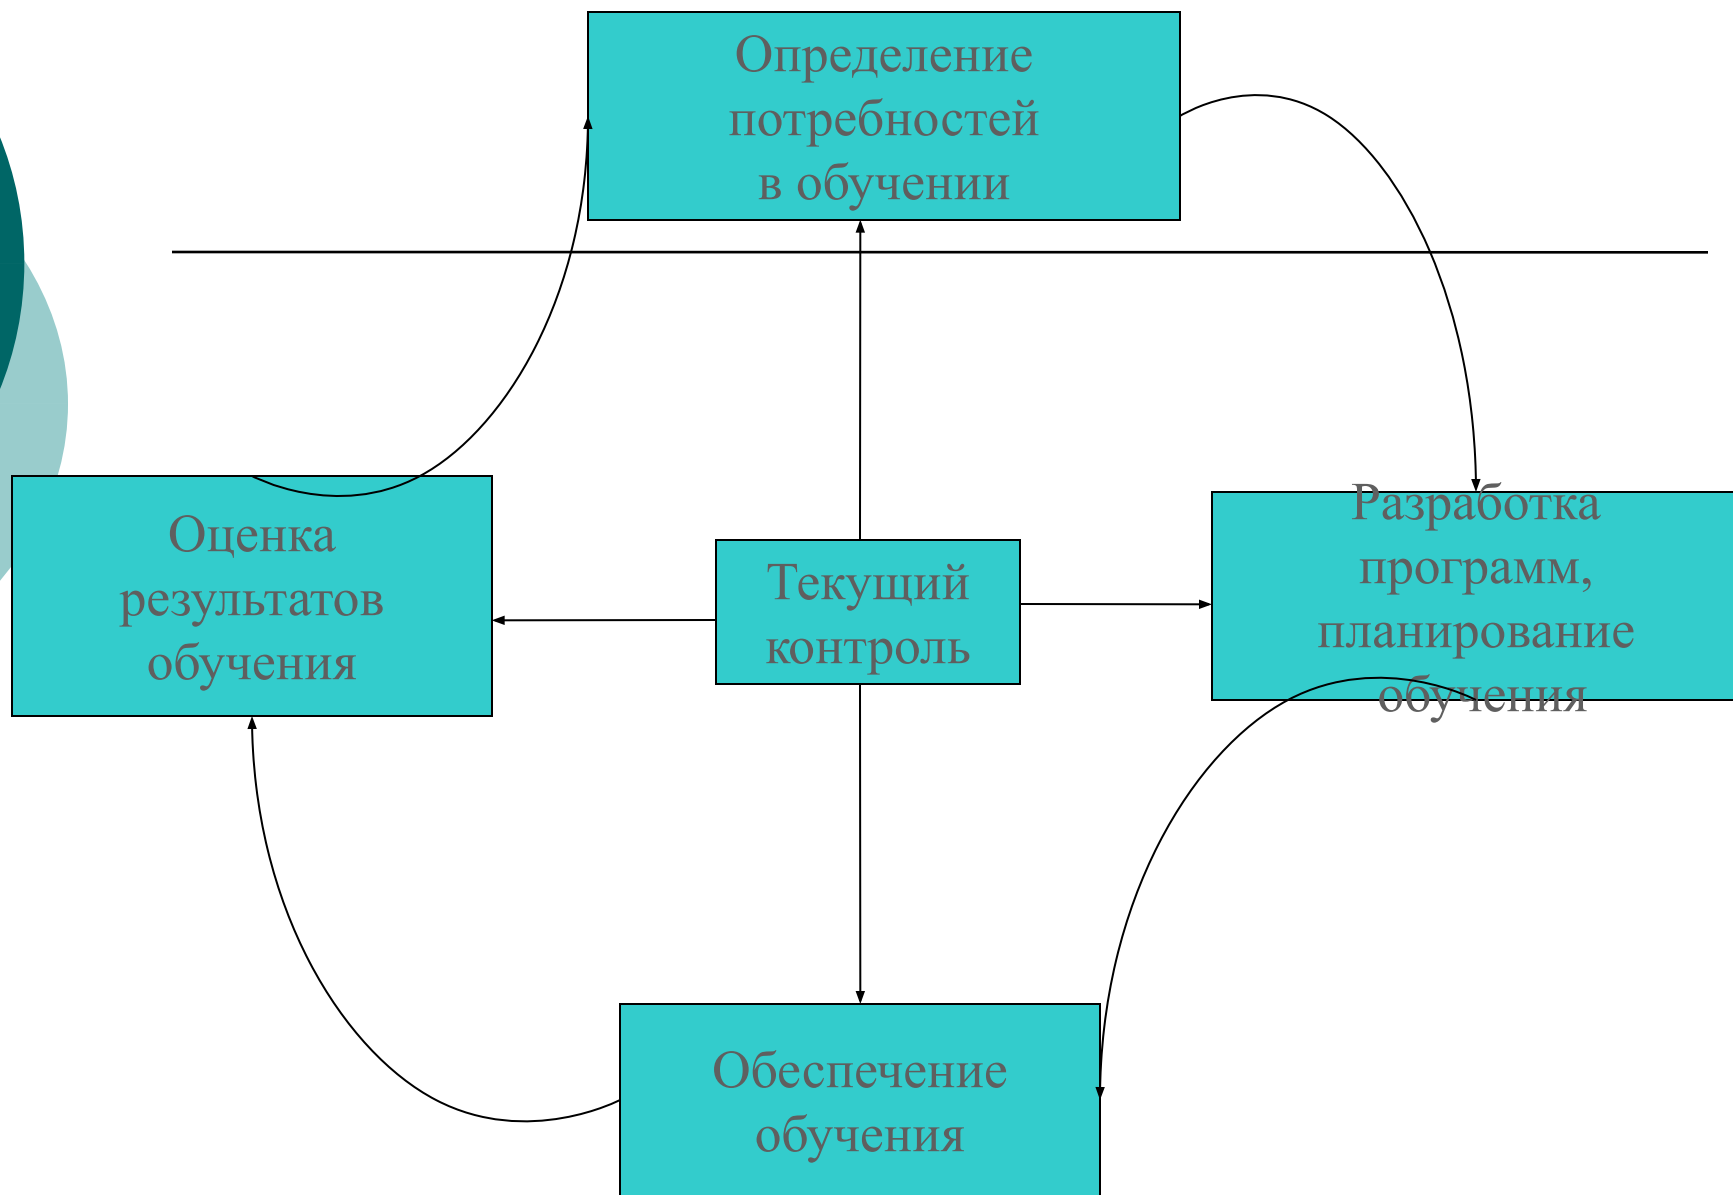 Определение
потребностей
в обучении
Оценка
результатов
обучения
Текущий
контроль
Разработка
программ,
планирование
обучения
Обеспечение
обучения